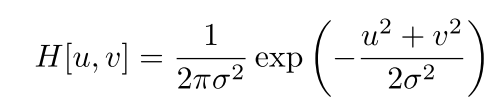 H[u, v] = \frac{1}{2\pi\sigma^2} \exp\left(-\frac{u^2 + v^2}{2\sigma^2}\right)